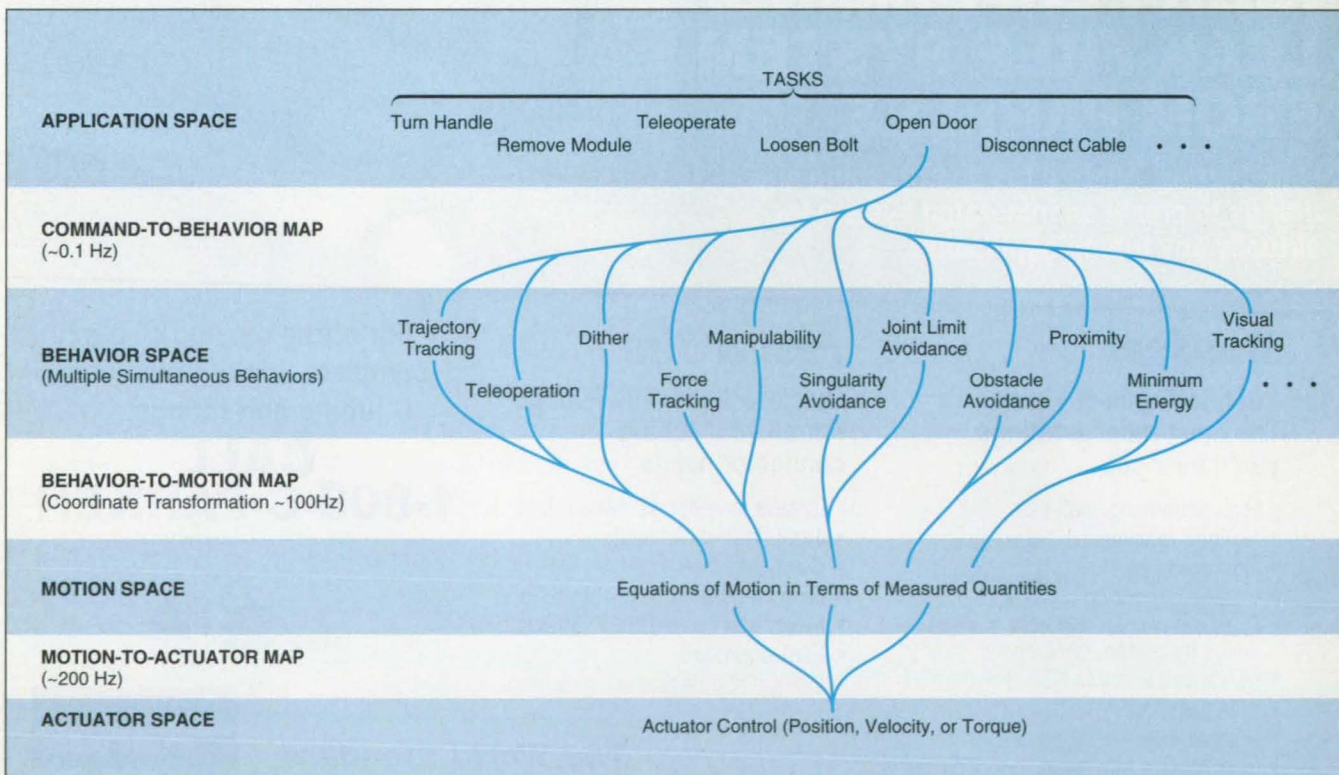 TASKS
APPLICATION SPACE
Turn Handle
Teleoperate
Open Door
Remove Module
Loosen Bolt
Disconnect Cable
• • •
COMMAND-TO-BEHAVIOR MAP
(~0.1 Hz)
BEHAVIOR SPACE
(Multiple Simultaneous Behaviors)
Trajectory
Tracking
Dither
Manipulability
Joint Limit
Avoidance
Proximity
Visual
Tracking
Teleoperation
Force
Tracking
Singularity
Avoidance
Obstacle
Avoidance
Minimum
Energy
• • •
BEHAVIOR-TO-MOTION MAP
(Coordinate Transformation ~100Hz)
MOTION SPACE
Equations of Motion in Terms of Measured Quantities
MOTION-TO-ACTUATOR MAP
(~200 Hz)
ACTUATOR SPACE
Actuator Control (Position, Velocity, or Torque)